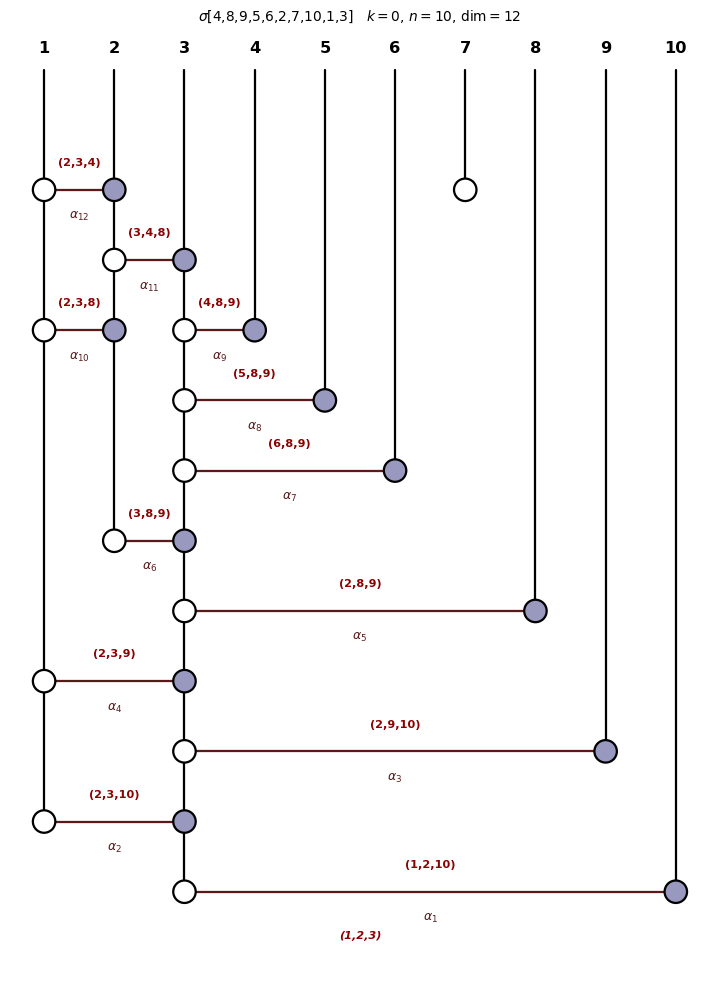 σ[4,8,9,5,6,2,7,10,1,3]   k = 0, n = 10, dim = 12
1 2 3 4 5 6 7 8 9 10
(2,3,4)
α₁₂
(3,4,8)
α₁₁
(2,3,8) (4,8,9)
α₁₀ α₉
(5,8,9)
α₈
(6,8,9)
α₇
(3,8,9)
α₆
(2,8,9)
α₅
(2,3,9)
α₄
(2,9,10)
α₃
(2,3,10)
α₂
(1,2,10)
α₁
(1,2,3)